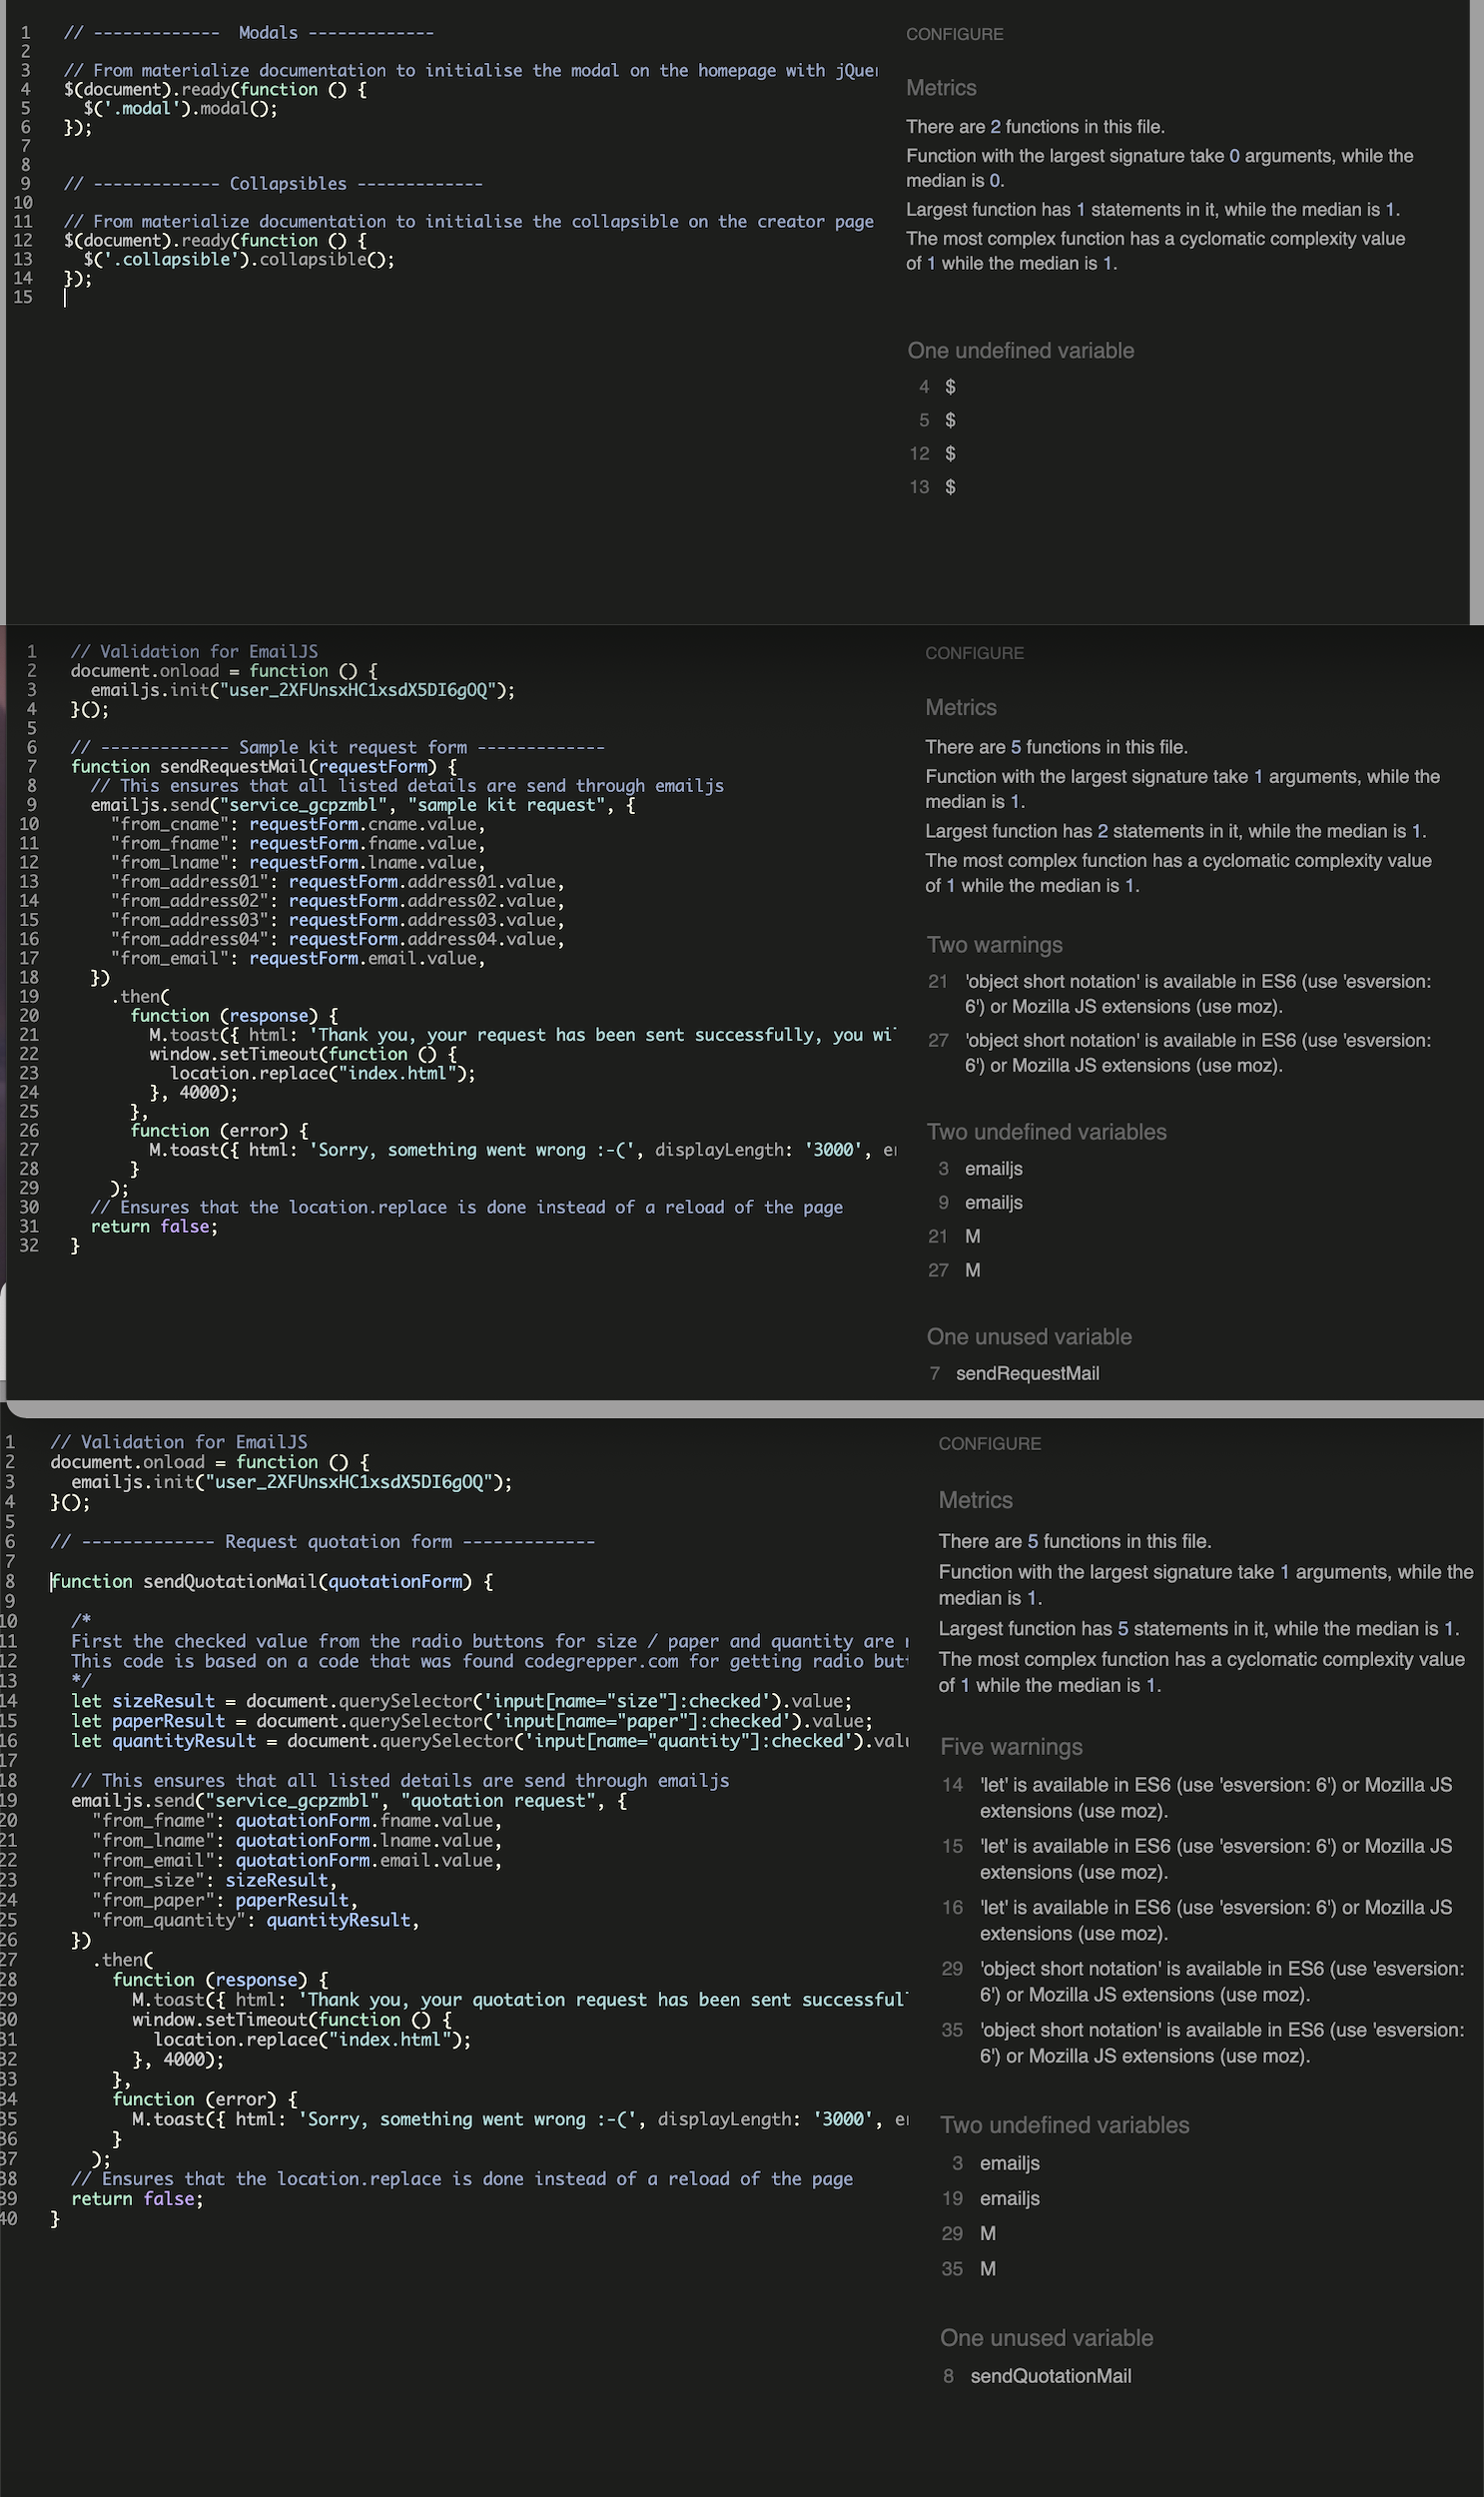 1 // -------------  Modals -------------
2
3 // From materialize documentation to initialise the modal on the homepage with jQue
4 $(document).ready(function () {
5   $('.modal').modal();
6 });
7
8
9 // ------------- Collapsibles -------------
10
11 // From materialize documentation to initialise the collapsible on the creator page
12 $(document).ready(function () {
13   $('.collapsible').collapsible();
14 });
15
CONFIGURE
Metrics
There are 2 functions in this file.
Function with the largest signature take 0 arguments, while the
median is 0.
Largest function has 1 statements in it, while the median is 1.
The most complex function has a cyclomatic complexity value
of 1 while the median is 1.
One undefined variable
4 $
5 $
12 $
13 $
1 // Validation for EmailJS
2 document.onload = function () {
3   emailjs.init("user_2XFUnsxHC1xsdX5DI6gOQ");
4 }();
5
6 // ------------- Sample kit request form -------------
7 function sendRequestMail(requestForm) {
8   // This ensures that all listed details are send through emailjs
9   emailjs.send("service_gcpzmbl", "sample kit request", {
10     "from_cname": requestForm.cname.value,
11     "from_fname": requestForm.fname.value,
12     "from_lname": requestForm.lname.value,
13     "from_address01": requestForm.address01.value,
14     "from_address02": requestForm.address02.value,
15     "from_address03": requestForm.address03.value,
16     "from_address04": requestForm.address04.value,
17     "from_email": requestForm.email.value,
18   })
19     .then(
20       function (response) {
21         M.toast({ html: 'Thank you, your request has been sent successfully, you wi
22         window.setTimeout(function () {
23           location.replace("index.html");
24         }, 4000);
25       },
26       function (error) {
27         M.toast({ html: 'Sorry, something went wrong :-(', displayLength: '3000', e
28       }
29     );
30   // Ensures that the location.replace is done instead of a reload of the page
31   return false;
32 }
CONFIGURE
Metrics
There are 5 functions in this file.
Function with the largest signature take 1 arguments, while the
median is 1.
Largest function has 2 statements in it, while the median is 1.
The most complex function has a cyclomatic complexity value
of 1 while the median is 1.
Two warnings
21 'object short notation' is available in ES6 (use 'esversion:
6') or Mozilla JS extensions (use moz).
27 'object short notation' is available in ES6 (use 'esversion:
6') or Mozilla JS extensions (use moz).
Two undefined variables
3 emailjs
9 emailjs
21 M
27 M
One unused variable
7 sendRequestMail
1 // Validation for EmailJS
2 document.onload = function () {
3   emailjs.init("user_2XFUnsxHC1xsdX5DI6gOQ");
4 }();
5
6 // ------------- Request quotation form -------------
7
8 function sendQuotationMail(quotationForm) {
9
10   /*
11   First the checked value from the radio buttons for size / paper and quantity are
12   This code is based on a code that was found codegrepper.com for getting radio but
13   */
14   let sizeResult = document.querySelector('input[name="size"]:checked').value;
15   let paperResult = document.querySelector('input[name="paper"]:checked').value;
16   let quantityResult = document.querySelector('input[name="quantity"]:checked').valu
17
18   // This ensures that all listed details are send through emailjs
19   emailjs.send("service_gcpzmbl", "quotation request", {
20     "from_fname": quotationForm.fname.value,
21     "from_lname": quotationForm.lname.value,
22     "from_email": quotationForm.email.value,
23     "from_size": sizeResult,
24     "from_paper": paperResult,
25     "from_quantity": quantityResult,
26   })
27     .then(
28       function (response) {
29         M.toast({ html: 'Thank you, your quotation request has been sent successful
30         window.setTimeout(function () {
31           location.replace("index.html");
32         }, 4000);
33       },
34       function (error) {
35         M.toast({ html: 'Sorry, something went wrong :-(', displayLength: '3000', e
36       }
37     );
38   // Ensures that the location.replace is done instead of a reload of the page
39   return false;
40 }
CONFIGURE
Metrics
There are 5 functions in this file.
Function with the largest signature take 1 arguments, while the
median is 1.
Largest function has 5 statements in it, while the median is 1.
The most complex function has a cyclomatic complexity value
of 1 while the median is 1.
Five warnings
14 'let' is available in ES6 (use 'esversion: 6') or Mozilla JS
extensions (use moz).
15 'let' is available in ES6 (use 'esversion: 6') or Mozilla JS
extensions (use moz).
16 'let' is available in ES6 (use 'esversion: 6') or Mozilla JS
extensions (use moz).
29 'object short notation' is available in ES6 (use 'esversion:
6') or Mozilla JS extensions (use moz).
35 'object short notation' is available in ES6 (use 'esversion:
6') or Mozilla JS extensions (use moz).
Two undefined variables
3 emailjs
19 emailjs
29 M
35 M
One unused variable
8 sendQuotationMail